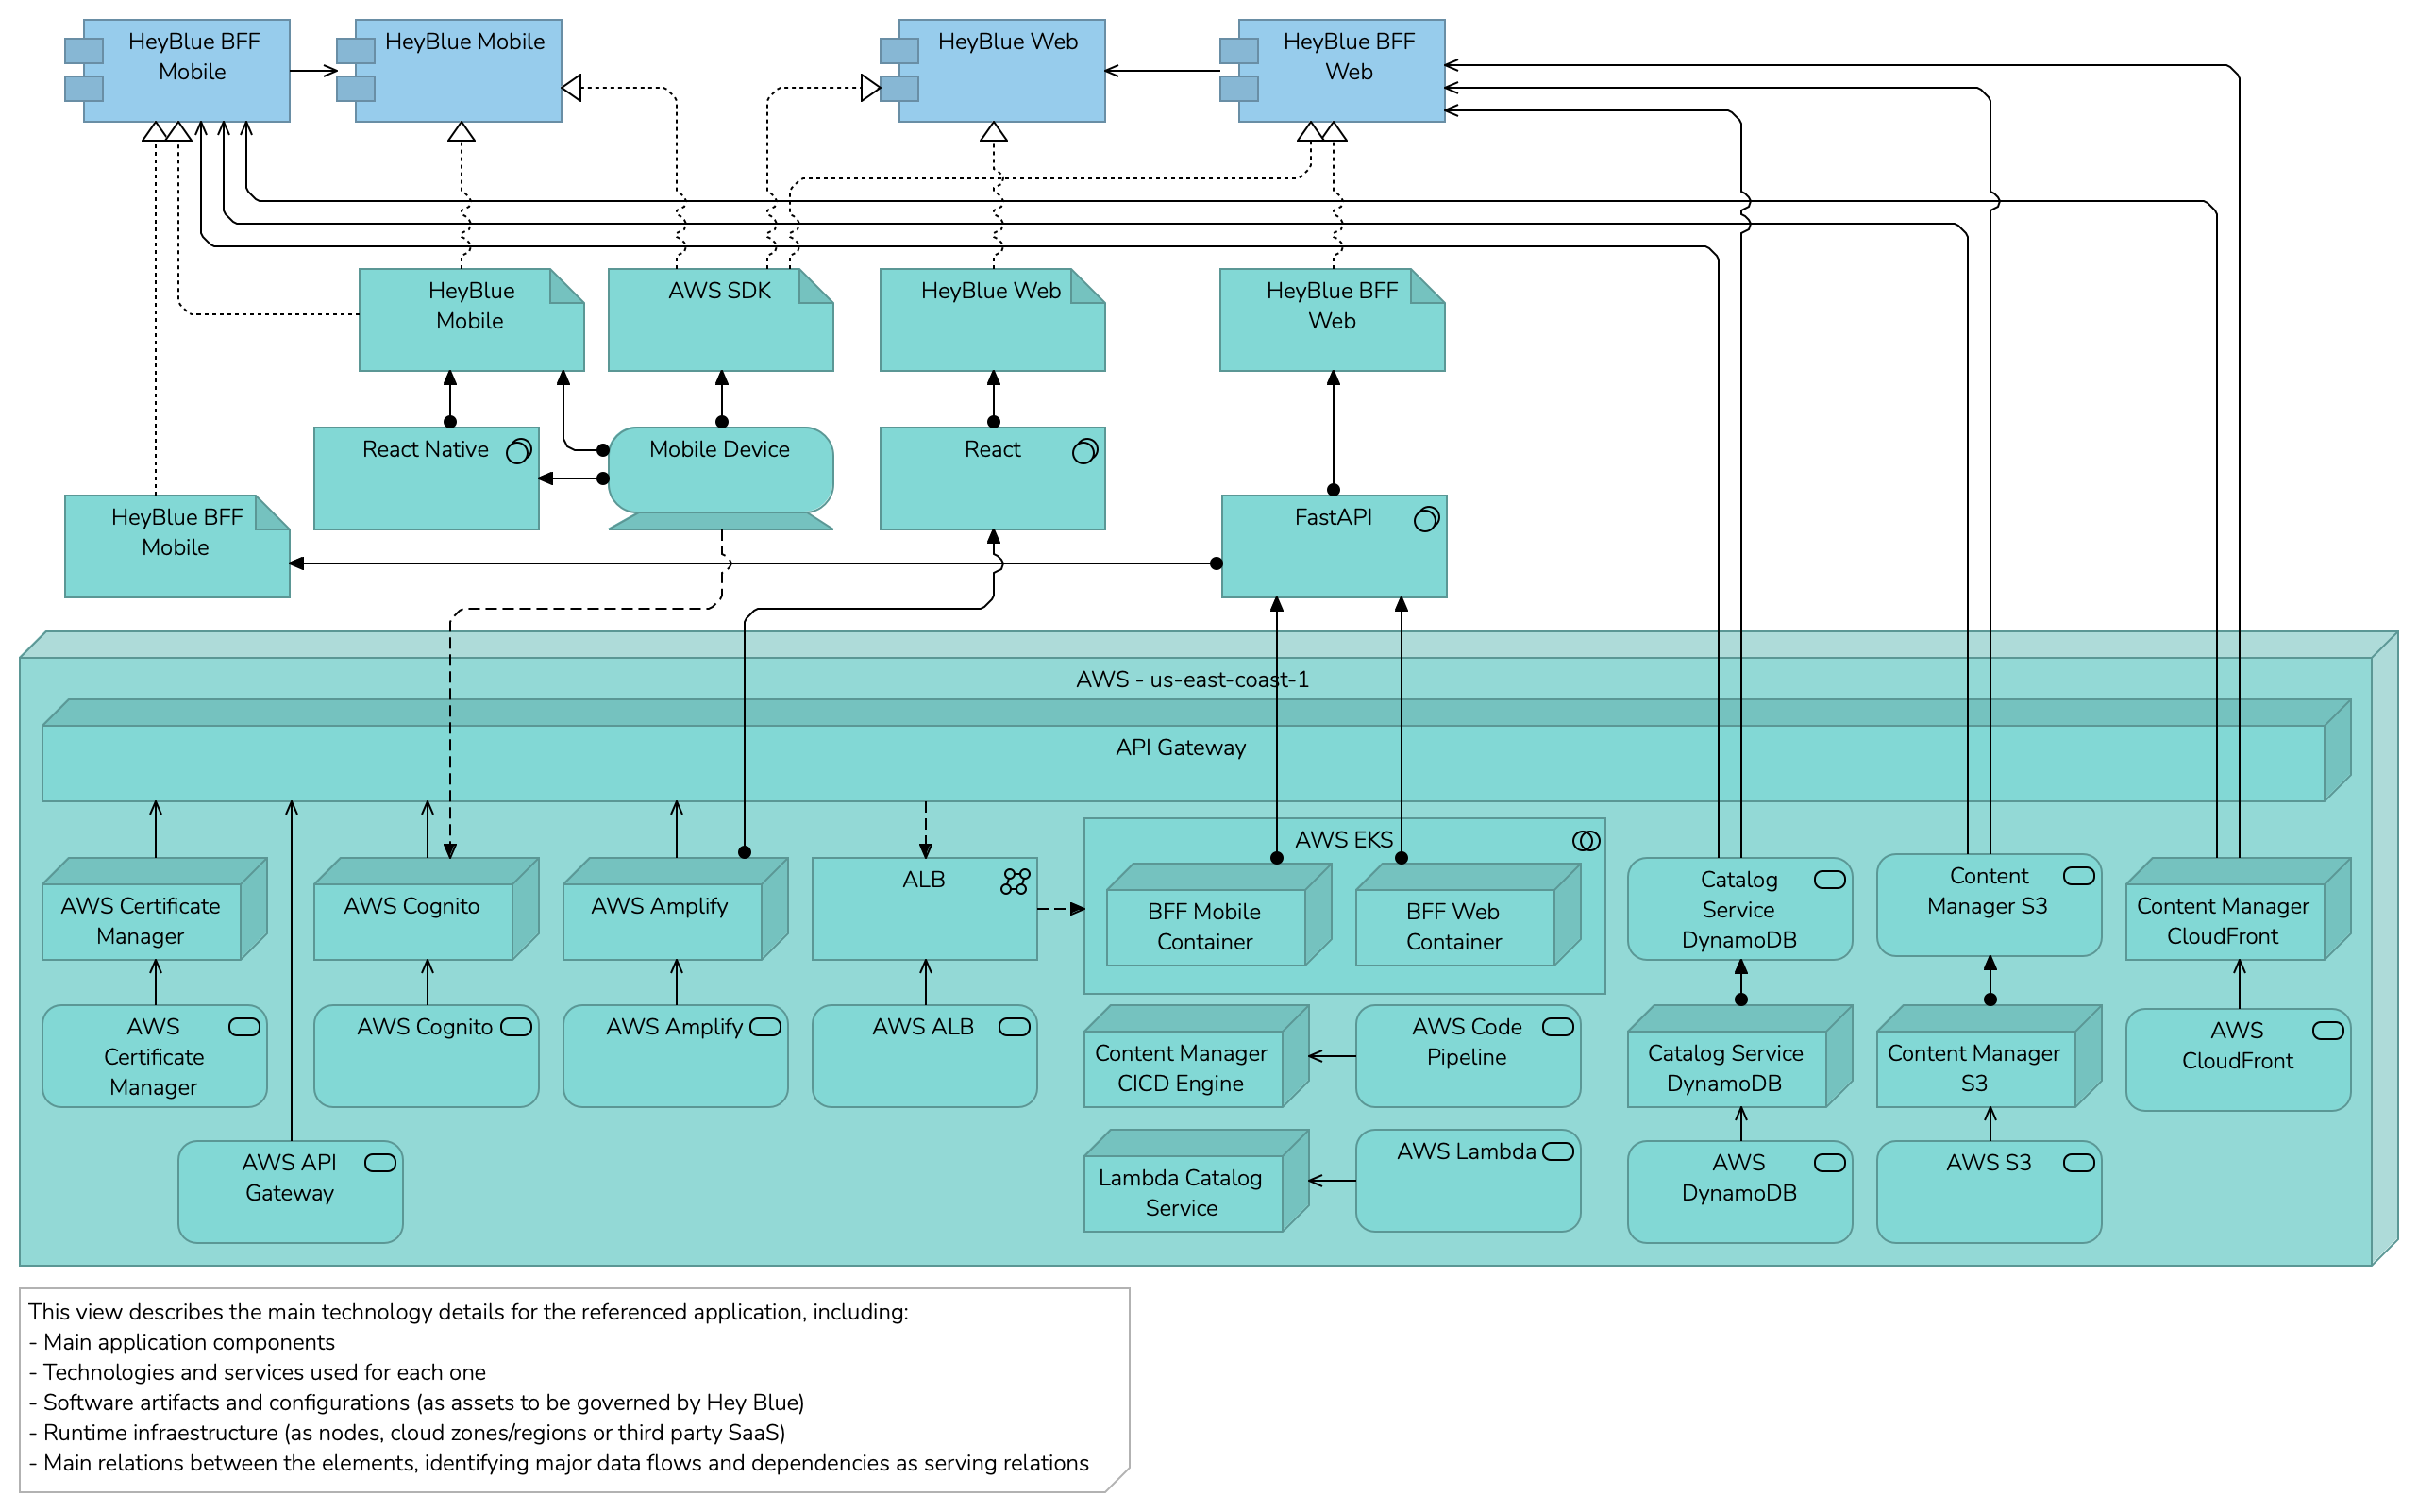 HeyBlue BFF
Mobile
HeyBlue Mobile
HeyBlue Web
HeyBlue BFF
Web
HeyBlue
Mobile
AWS SDK
HeyBlue Web
HeyBlue BFF
Web
React Native
Mobile Device
React
HeyBlue BFF
Mobile
FastAPI
AWS - us-east-coast-1
API Gateway
AWS Certificate
Manager
AWS Cognito
AWS Amplify
ALB
AWS EKS
BFF Mobile
Container
BFF Web
Container
Catalog
Service
DynamoDB
Content
Manager S3
Content Manager
CloudFront
AWS
Certificate
Manager
AWS Cognito
AWS Amplify
AWS ALB
Content Manager
CICD Engine
AWS Code
Pipeline
Catalog Service
DynamoDB
Content Manager
S3
AWS
CloudFront
AWS API
Gateway
Lambda Catalog
Service
AWS Lambda
AWS
DynamoDB
AWS S3
This view describes the main technology details for the referenced application, including:
- Main application components
- Technologies and services used for each one
- Software artifacts and configurations (as assets to be governed by Hey Blue)
- Runtime infraestructure (as nodes, cloud zones/regions or third party SaaS)
- Main relations between the elements, identifying major data flows and dependencies as serving relations